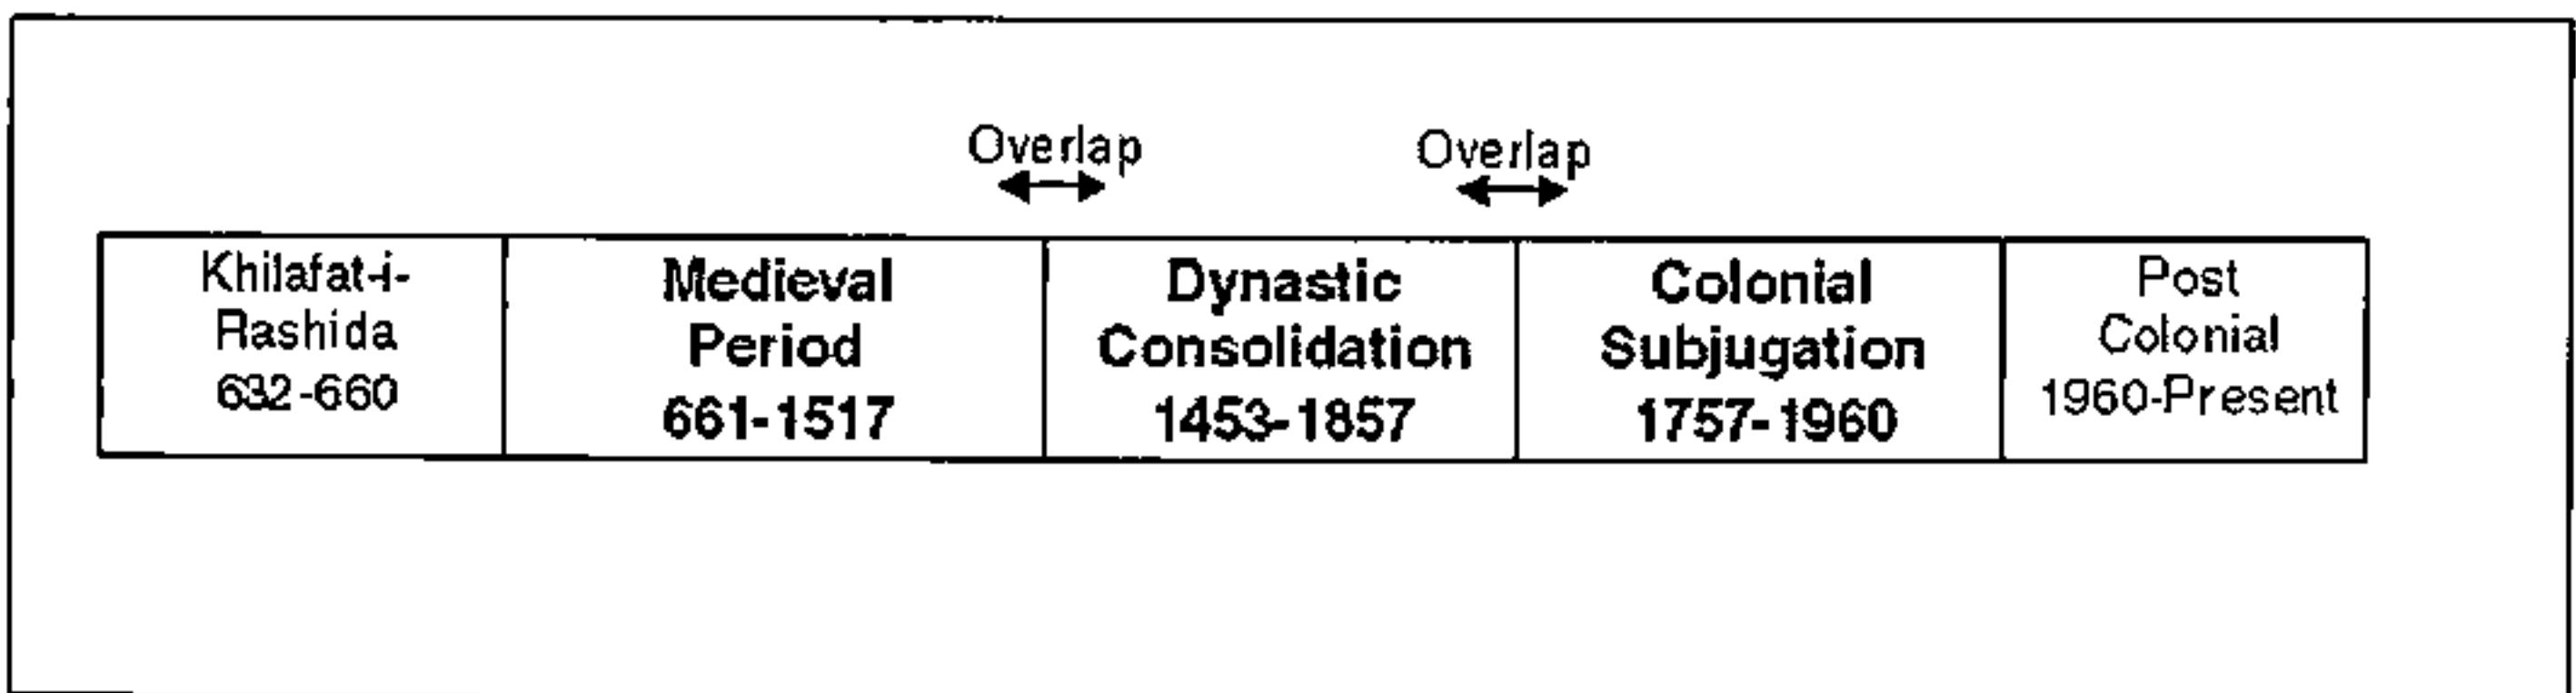 Overlap
Overlap
Khilafat-i-
Rashida
632-660
Medieval
Period
661-1517
Dynastic
Consolidation
1453-1857
Colonial
Subjugation
1757-1960
Post
Colonial
1960-Present